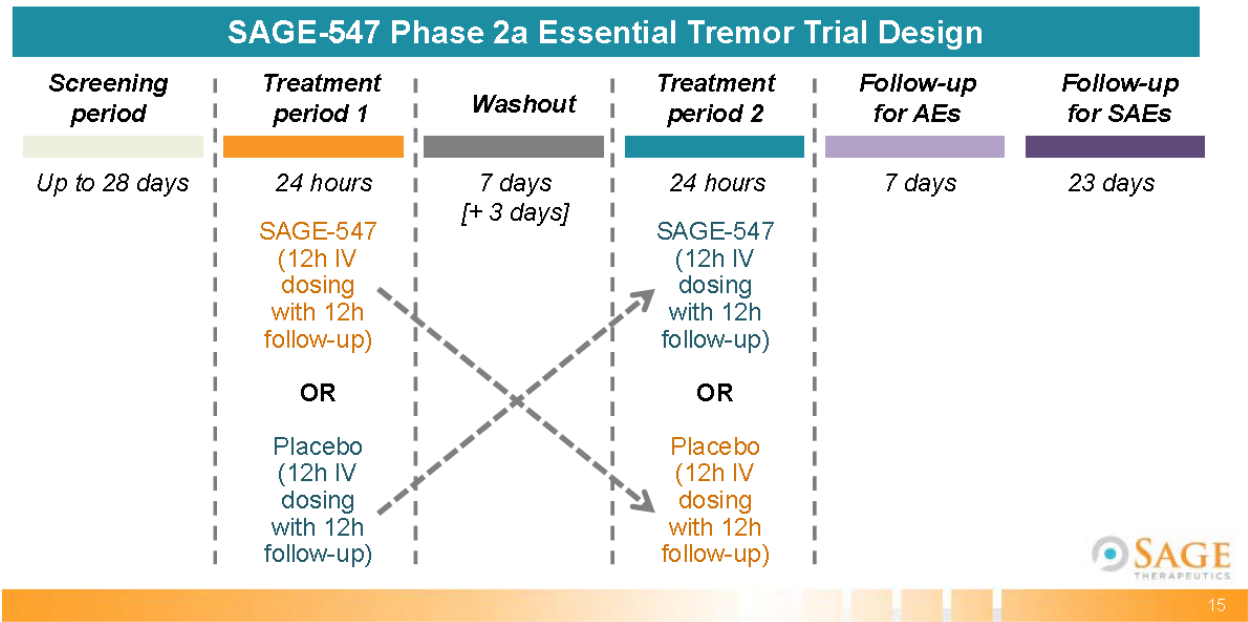 SAGE-547 Phase 2a Essential Tremor Trial Design
Screening
period
Up to 28 days
Treatment
period 1
24 hours
SAGE-547
(12h IV
dosing
with 12h
follow-up)
OR
Placebo
(12h IV
dosing
with 12h
follow-up)
Washout
7 days
[+ 3 days]
Treatment
period 2
24 hours
SAGE-547
(12h IV
dosing
with 12h
follow-up)
OR
Placebo
(12h IV
dosing
with 12h
follow-up)
Follow-up
for AEs
7 days
Follow-up
for SAEs
23 days
SAGE
THERAPEUTICS
15